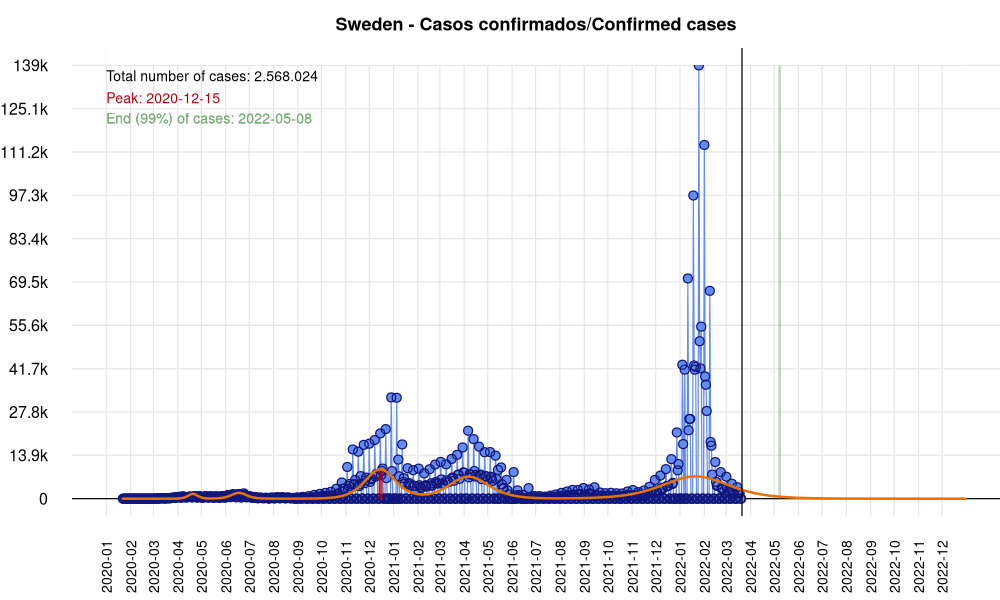 Sweden - Casos confirmados/Confirmed cases
Total number of cases: 2.568.024
Peak: 2020-12-15
End (99%) of cases: 2022-05-08
139k
125.1k
111.2k
97.3k
83.4k
69.5k
55.6k
41.7k
27.8k
13.9k
0
2020-01
2020-02
2020-03
2020-04
2020-05
2020-06
2020-07
2020-08
2020-09
2020-10
2020-11
2020-12
2021-01
2021-02
2021-03
2021-04
2021-05
2021-06
2021-07
2021-08
2021-09
2021-10
2021-11
2021-12
2022-01
2022-02
2022-03
2022-04
2022-05
2022-06
2022-07
2022-08
2022-09
2022-10
2022-11
2022-12